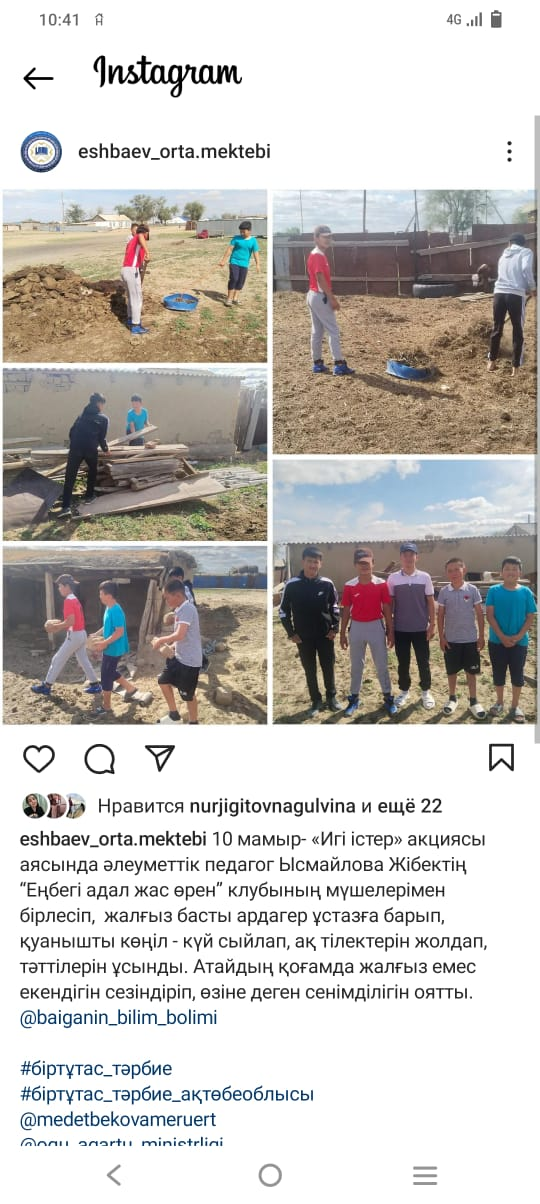 10:41
4G
Instagram
eshbaev_orta.mektebi
Нравится nurjigitovnagulvina и ещё 22
eshbaev_orta.mektebi 10 мамыр- «Игі істер» акциясы
аясында әлеуметтік педагог Ысмайлова Жібектің
“Еңбегі адал жас өрен” клубының мүшелерімен
бірлесіп, жалғыз басты ардагер ұстазға барып,
қуанышты көңіл - күй сыйлап, ақ тілектерін жолдап,
тәттілерін ұсынды. Атайдың қоғамда жалғыз емес
екендігін сезіндіріп, өзіне деген сенімділігін оятты.
@baiganin_bilim_bolimi
#біртұтас_тәрбие
#біртұтас_тәрбие_ақтөбеоблысы
@medetbekovameruert
@oqu_agartu_ministrligi